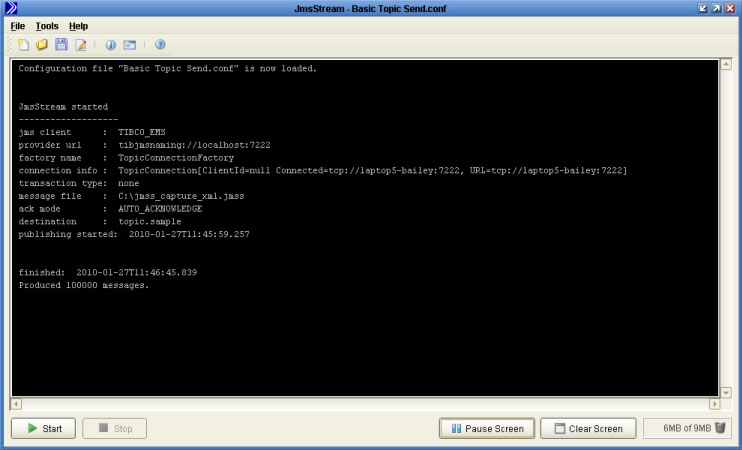 JmsStream - Basic Topic Send.conf
File Tools Help
Configuration file "Basic Topic Send.conf" is now loaded.
JmsStream started
-------------------
jms client : TIBCO_EMS
provider url : tibjmsnaming://localhost:7222
factory name : TopicConnectionFactory
connection info : TopicConnection[ClientId=null Connected=tcp://laptop5-bailey:7222, URL=tcp://laptop5-bailey:7222]
transaction type: none
message file : C:\jmss_capture_xml.jmss
ack mode : AUTO_ACKNOWLEDGE
destination : topic.sample
publishing started: 2010-01-27T11:45:59.257
finished: 2010-01-27T11:46:45.839
Produced 100000 messages.
Start Stop Pause Screen Clear Screen 6MB of 9MB